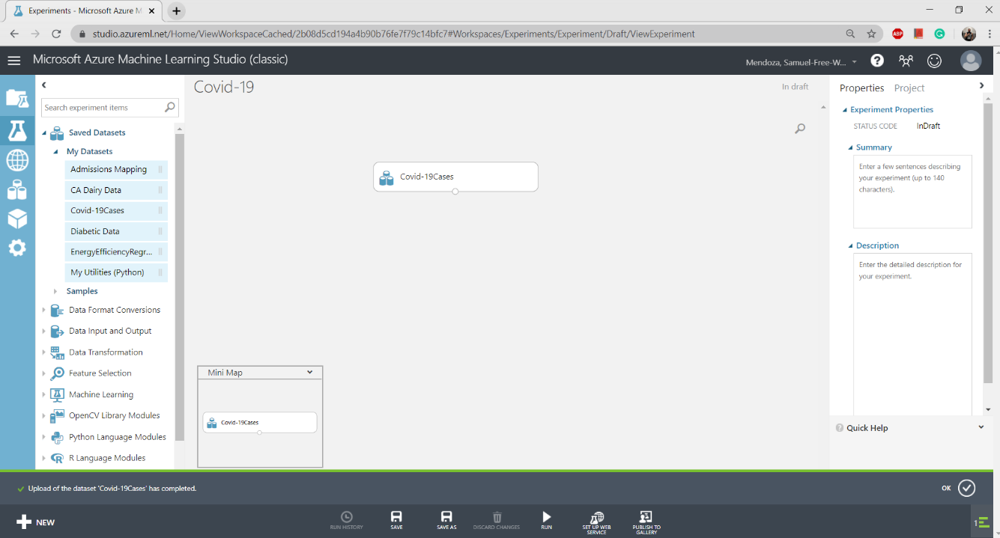 Experiments - Microsoft Azure M
studio.azureml.net/Home/ViewWorkspaceCached/2b08d5cd194a4b90b76fe7f79c14bfc7#Workspaces/Experiments/Experiment/Draft/ViewExperiment
ABP
Microsoft Azure Machine Learning Studio (classic)
Mendoza, Samuel-Free-W...
Search experiment items
Saved Datasets
My Datasets
Admissions Mapping
CA Dairy Data
Covid-19Cases
Diabetic Data
EnergyEfficiencyRegr...
My Utilities (Python)
Samples
Data Format Conversions
Data Input and Output
Data Transformation
Feature Selection
Machine Learning
OpenCV Library Modules
Python Language Modules
R Language Modules
Covid-19
In draft
Covid-19Cases
Mini Map
Covid-19Cases
Properties Project
Experiment Properties
STATUS CODE InDraft
Summary
Enter a few sentences describing
your experiment (up to 140
characters).
Description
Enter the detailed description for
your experiment.
Quick Help
Upload of the dataset 'Covid-19Cases' has completed.
OK
NEW
RUN HISTORY
SAVE
SAVE AS
DISCARD CHANGES
RUN
SET UP WEB
SERVICE
PUBLISH TO
GALLERY
1